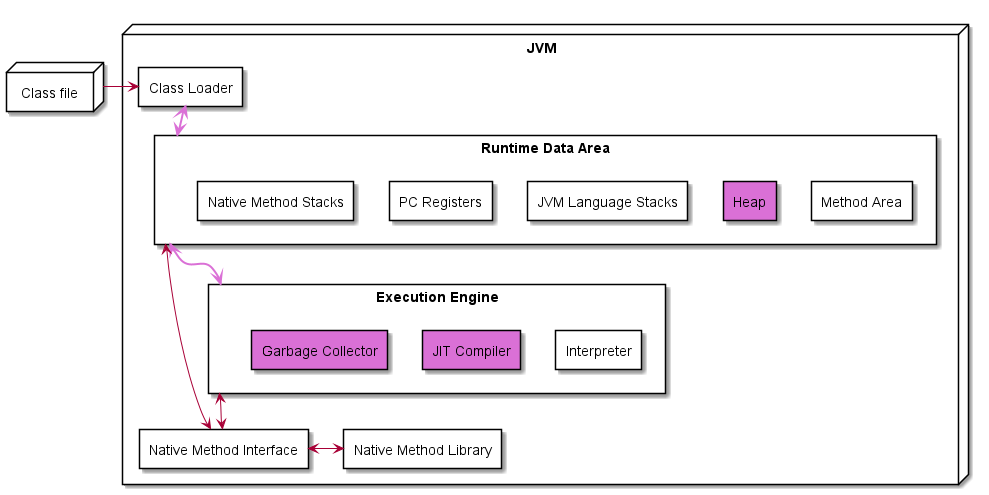 JVM
Class file
Class Loader
Runtime Data Area
Native Method Stacks
PC Registers
JVM Language Stacks
Heap
Method Area
Execution Engine
Garbage Collector
JIT Compiler
Interpreter
Native Method Interface
Native Method Library